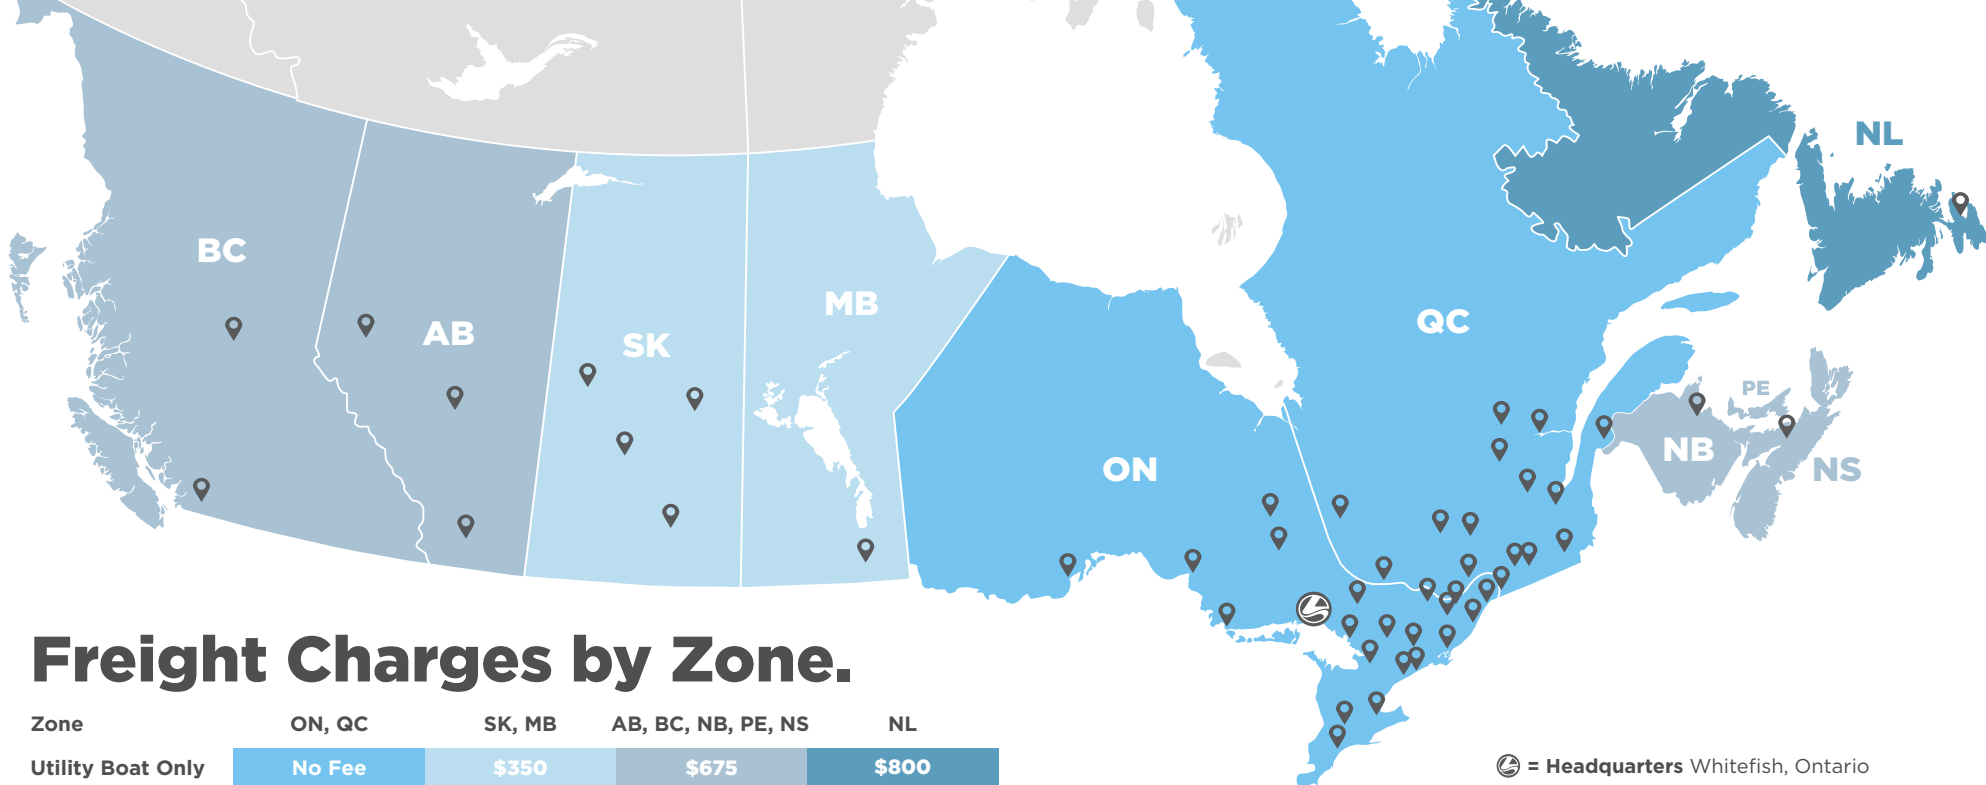 NL
BC
MB
QC
AB
SK
PE
NB
ON
NS
Freight Charges by Zone.
Zone ON, QC SK, MB AB, BC, NB, PE, NS NL
Utility Boat Only No Fee $350 $675 $800
= Headquarters Whitefish, Ontario